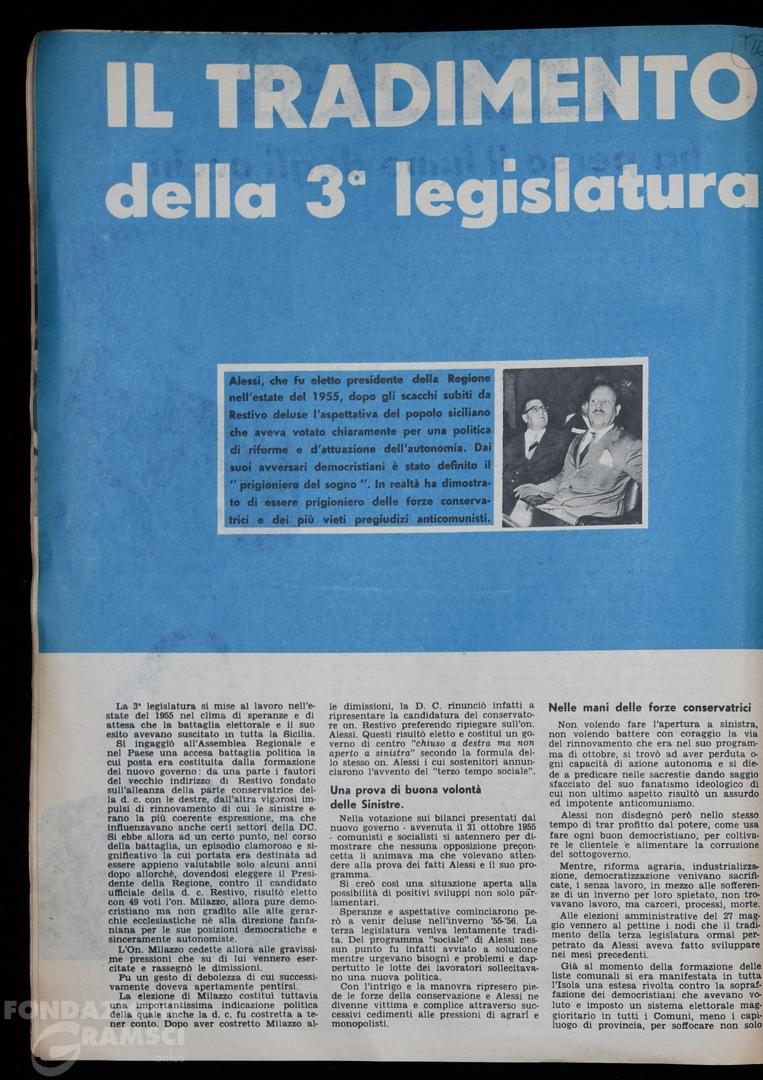 IL TRADIMENTO
della 3ª legislatura
Alessi, che fu eletto presidente della Regione
nell'estate del 1955, dopo gli scacchi subiti da
Restivo deluse l'aspettativa del popolo siciliano
che aveva votato chiaramente per una politica
di riforme e d'attuazione dell'autonomia. Dai
suoi avversari democristiani è stato definito il
" prigioniero del sogno ". In realtà ha dimostra-
to di essere prigioniero delle forze conserva-
trici e dei più vieti pregiudizi anticomunisti.
La 3ª legislatura si mise al lavoro nell'e-
state del 1955 nel clima di speranze e di
attesa che la battaglia elettorale e il suo
esito avevano suscitato in tutta la Sicilia.
Si ingaggiò all'Assemblea Regionale e
nel Paese una accesa battaglia politica la
cui posta era costituita dalla formazione
del nuovo governo: da una parte i fautori
del vecchio indirizzo, di Restivo fondato
sull'alleanza della parte conservatrice del-
la d. c. con le destre, dall'altra vigorosi im-
pulsi di rinnovamento di cui le sinistre e-
rano la più coerente espressione, ma che
influenzavano anche certi settori della DC.
Si ebbe allora ad un certo punto, nel corso
della battaglia, un episodio clamoroso e si-
gnificativo la cui portata era destinata ad
essere appieno valutabile solo alcuni anni
dopo allorchè, dovendosi eleggere il Presi-
dente della Regione, contro il candidato
ufficiale della d. c. Restivo, risultò eletto
con 49 voti l'on. Milazzo, allora pure demo-
cristiano ma non gradito alle alte gerar-
chie ecclesiastiche nè alla direzione fanfa-
niana per le sue posizioni democratiche e
sinceramente autonomiste.
L'On. Milazzo cedette allora alle gravissi-
me pressioni che su di lui vennero eser-
citate e rassegnò le dimissioni.
Fu un gesto di debolezza di cui successi-
vamente doveva apertamente pentirsi.
La elezione di Milazzo costituì tuttavia
una importantissima indicazione politica
della quale anche la d. c. fu costretta a te-
ner conto. Dopo aver costretto Milazzo al-
le dimissioni, la D. C. rinunciò infatti a
ripresentare la candidatura del conservato-
re on. Restivo preferendo ripiegare sull'on.
Alessi. Questi risultò eletto e costituì un go-
verno di centro "chiuso a destra ma non
aperto a sinistra" secondo la formula del-
lo stesso on. Alessi i cui sostenitori annun-
ciarono l'avvento del "terzo tempo sociale".
Una prova di buona volontà
delle Sinistre.
Nella votazione sui bilanci presentati dal
nuovo governo - avvenuta il 31 ottobre 1955
- comunisti e socialisti si astennero per di-
mostrare che nessuna opposizione precon-
cetta li animava ma che volevano atten-
dere alla prova dei fatti Alessi e il suo pro-
gramma.
Si creò così una situazione aperta alla
possibilità di positivi sviluppi non solo par-
lamentari.
Speranze e aspettative cominciarono pe-
rò a venir deluse nell'inverno '55-'56. La
terza legislatura veniva lentamente tradi-
ta. Del programma "sociale" di Alessi nes-
sun punto fu infatti avviato a soluzione
mentre urgevano bisogni e problemi e dap-
pertutto le lotte dei lavoratori sollecitava-
no una nuova politica.
Con l'intrigo e la manovra ripresero pie-
de le forze della conservazione e Alessi ne
divenne vittima e complice attraverso suc-
cessivi cedimenti alle pressioni di agrari e
monopolisti.
Nelle mani delle forze conservatrici
Non volendo fare l'apertura a sinistra,
non volendo battere con coraggio la via
del rinnovamento che era nel suo program-
ma di ottobre, si trovò ad aver perduta o-
gni capacità di azione autonoma e si die-
de a predicare nelle sacrestie dando saggio
sfacciato del suo fanatismo ideologico di
cui non ultimo aspetto risultò un assurdo
ed impotente anticomunismo.
Alessi non disdegnò però nello stesso
tempo di trar profitto dal potere, come usa
fare ogni buon democristiano, per coltiva-
re le clientele e alimentare la corruzione
del sottogoverno.
Mentre, riforma agraria, industrializza-
zione, democratizzazione venivano sacrifi-
cate, i senza lavoro, in mezzo alle sofferen-
ze di un inverno per loro spietato, non tro-
vavano lavoro, ma carceri, processi, morte.
Alle elezioni amministrative del 27 mag-
gio vennero al pettine i nodi che il tradi-
mento della terza legislatura ormai per-
petrato da Alessi aveva fatto sviluppare
nei mesi precedenti.
Già al momento della formazione delle
liste comunali si era manifestata in tutta
l'Isola una estesa rivolta contro la sopraf-
fazione dei democristiani che avevano vo-
luto e imposto un sistema elettorale mag-
gioritario in tutti i Comuni, meno i capi-
luogo di provincia, per soffocare non solo
FONDAZI
GRAMSCI
onlus